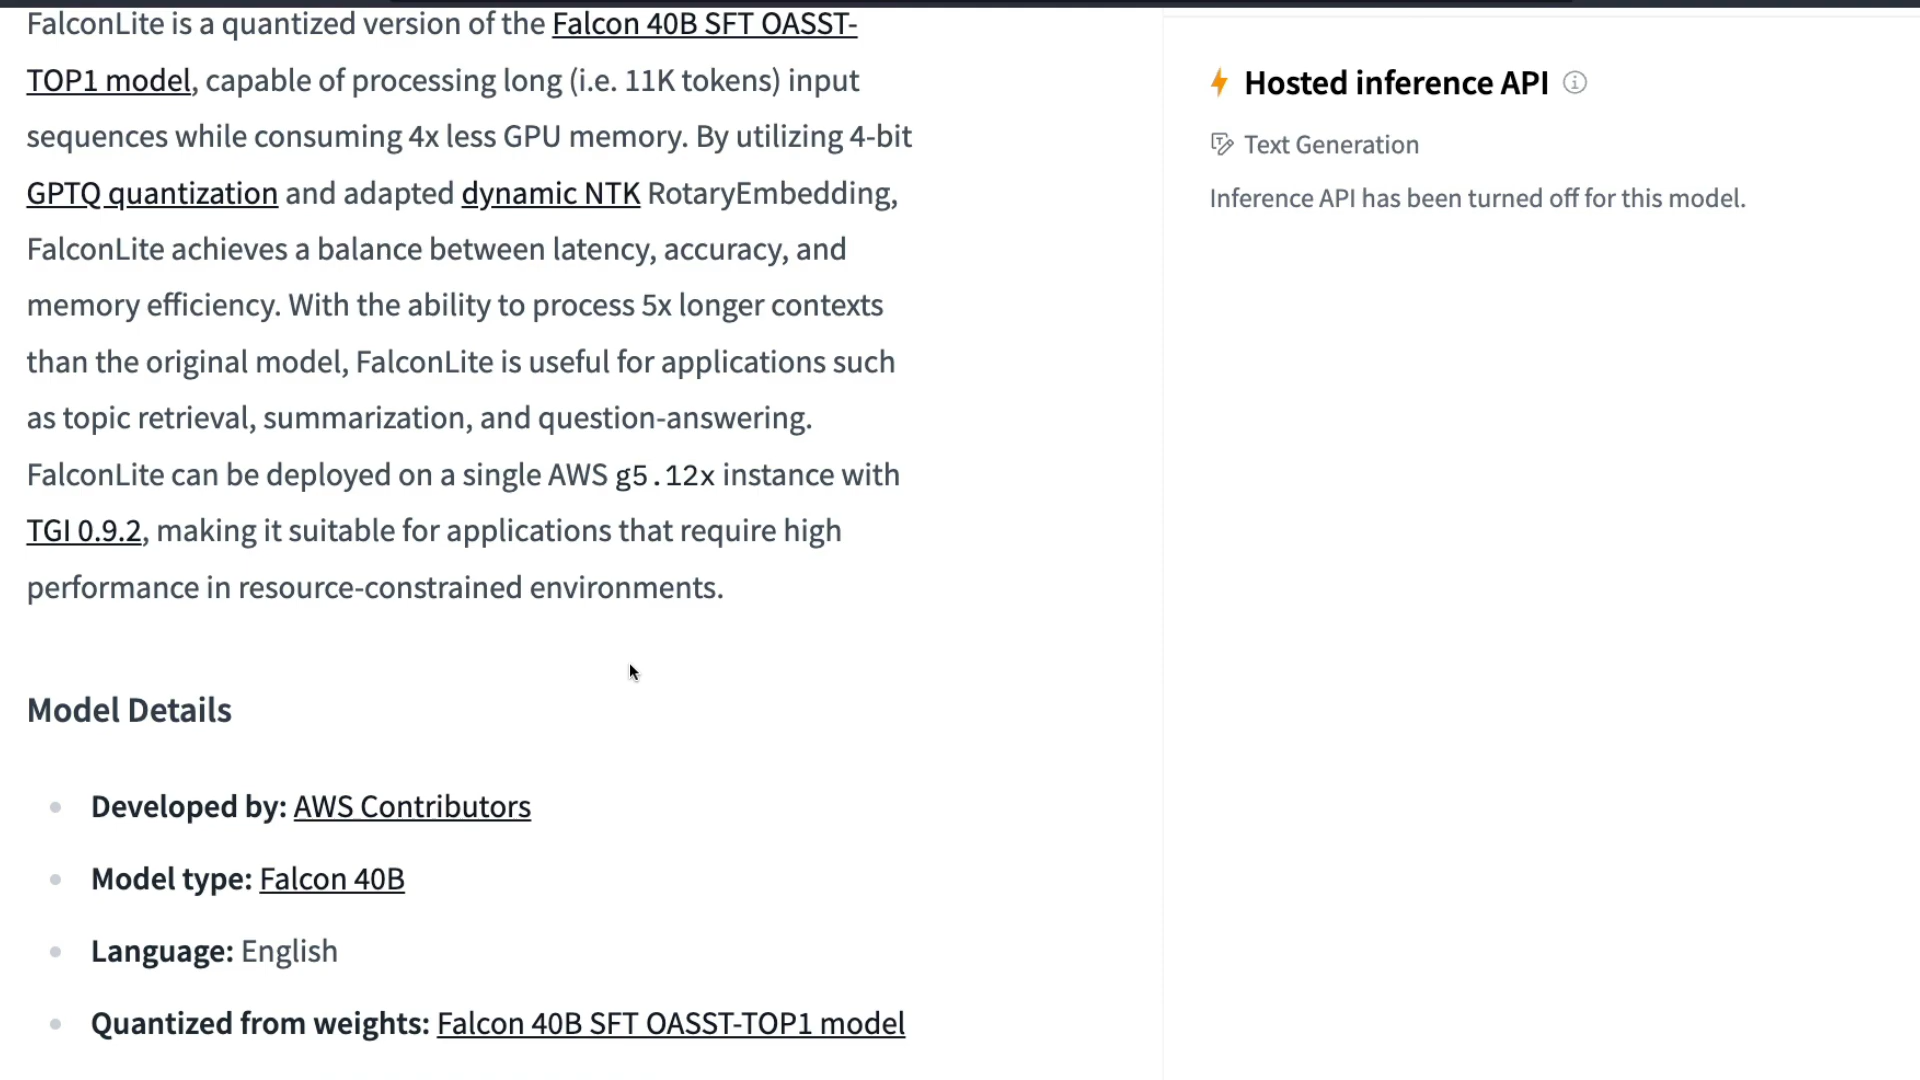 FalconLite is a quantized version of the Falcon 40B SFT OASST-
TOP1 model, capable of processing long (i.e. 11K tokens) input
sequences while consuming 4x less GPU memory. By utilizing 4-bit
GPTQ quantization and adapted dynamic NTK RotaryEmbedding,
FalconLite achieves a balance between latency, accuracy, and
memory efficiency. With the ability to process 5x longer contexts
than the original model, FalconLite is useful for applications such
as topic retrieval, summarization, and question-answering.
FalconLite can be deployed on a single AWS g5.12x instance with
TGI 0.9.2, making it suitable for applications that require high
performance in resource-constrained environments.
Model Details
Developed by: AWS Contributors
Model type: Falcon 40B
Language: English
Quantized from weights: Falcon 40B SFT OASST-TOP1 model
Hosted inference API
Text Generation
Inference API has been turned off for this model.